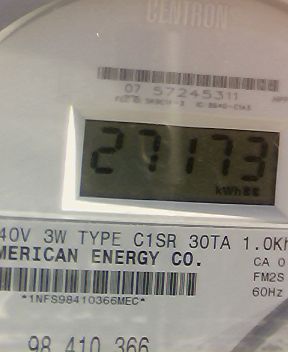 CENTRON
07 57245311
27173
kWh
40V 3W TYPE C1SR 30TA 1.0Kh
MERICAN ENERGY CO.
CA 0
FM2S
60Hz
*1NFS98410366MEC*
98 410 366